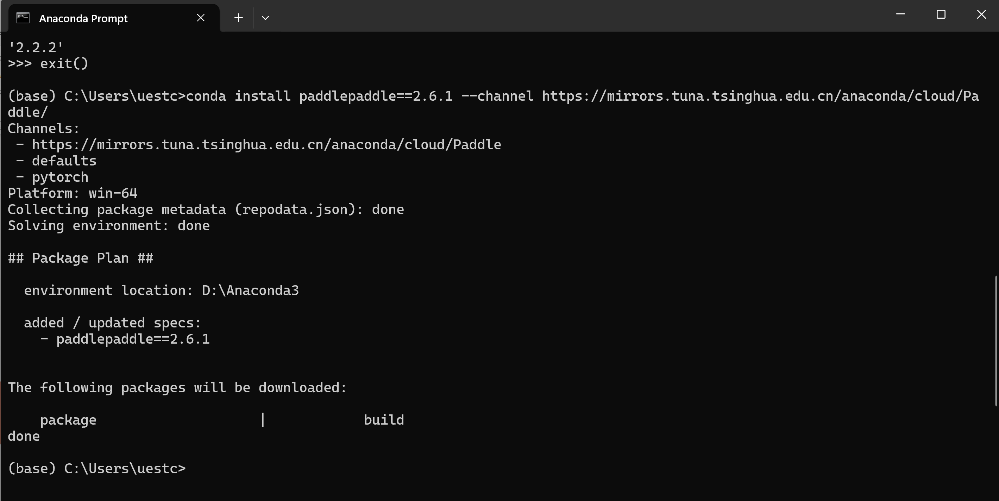 Anaconda Prompt
'2.2.2'
>>> exit()
(base) C:\Users\uestc>conda install paddlepaddle==2.6.1 --channel https://mirrors.tuna.tsinghua.edu.cn/anaconda/cloud/Pa
ddle/
Channels:
 - https://mirrors.tuna.tsinghua.edu.cn/anaconda/cloud/Paddle
 - defaults
 - pytorch
Platform: win-64
Collecting package metadata (repodata.json): done
Solving environment: done
## Package Plan ##
  environment location: D:\Anaconda3
  added / updated specs:
    - paddlepaddle==2.6.1
The following packages will be downloaded:
    package                    |            build
done
(base) C:\Users\uestc>